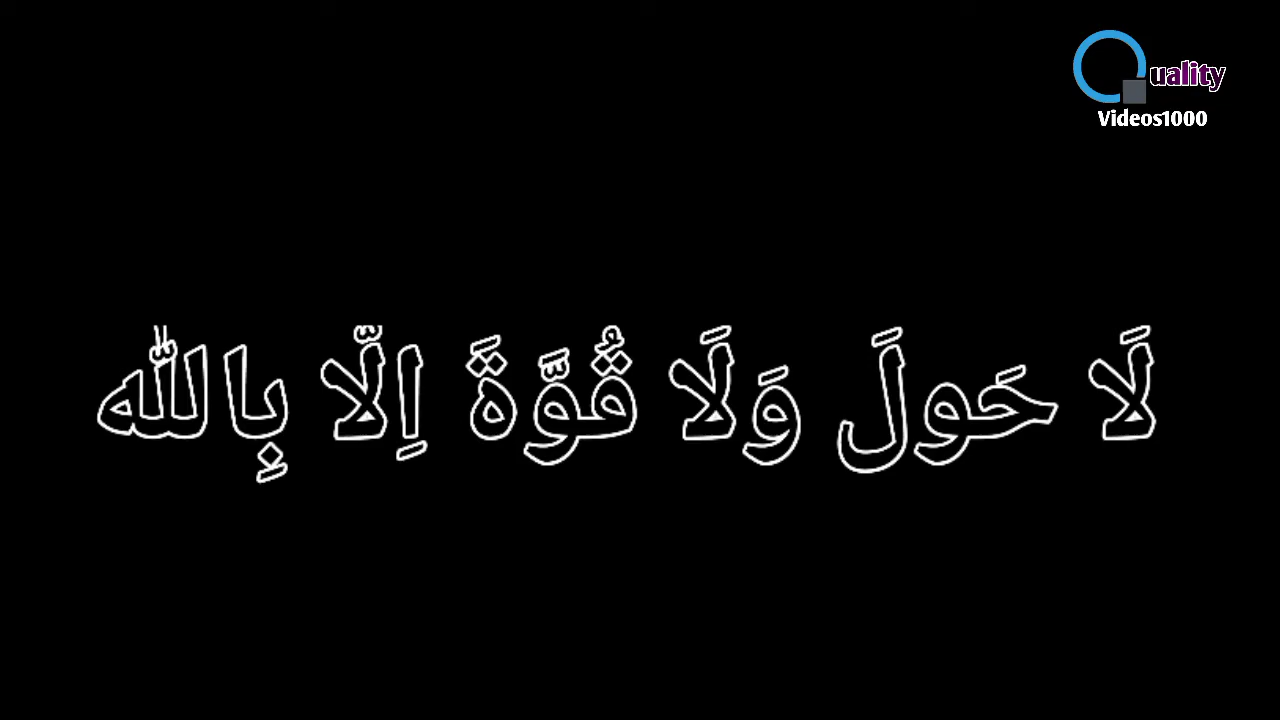 Quality
Videos1000
لَا حَولَ وَلَا قُوَّةَ اِلّا بِاللّٰه